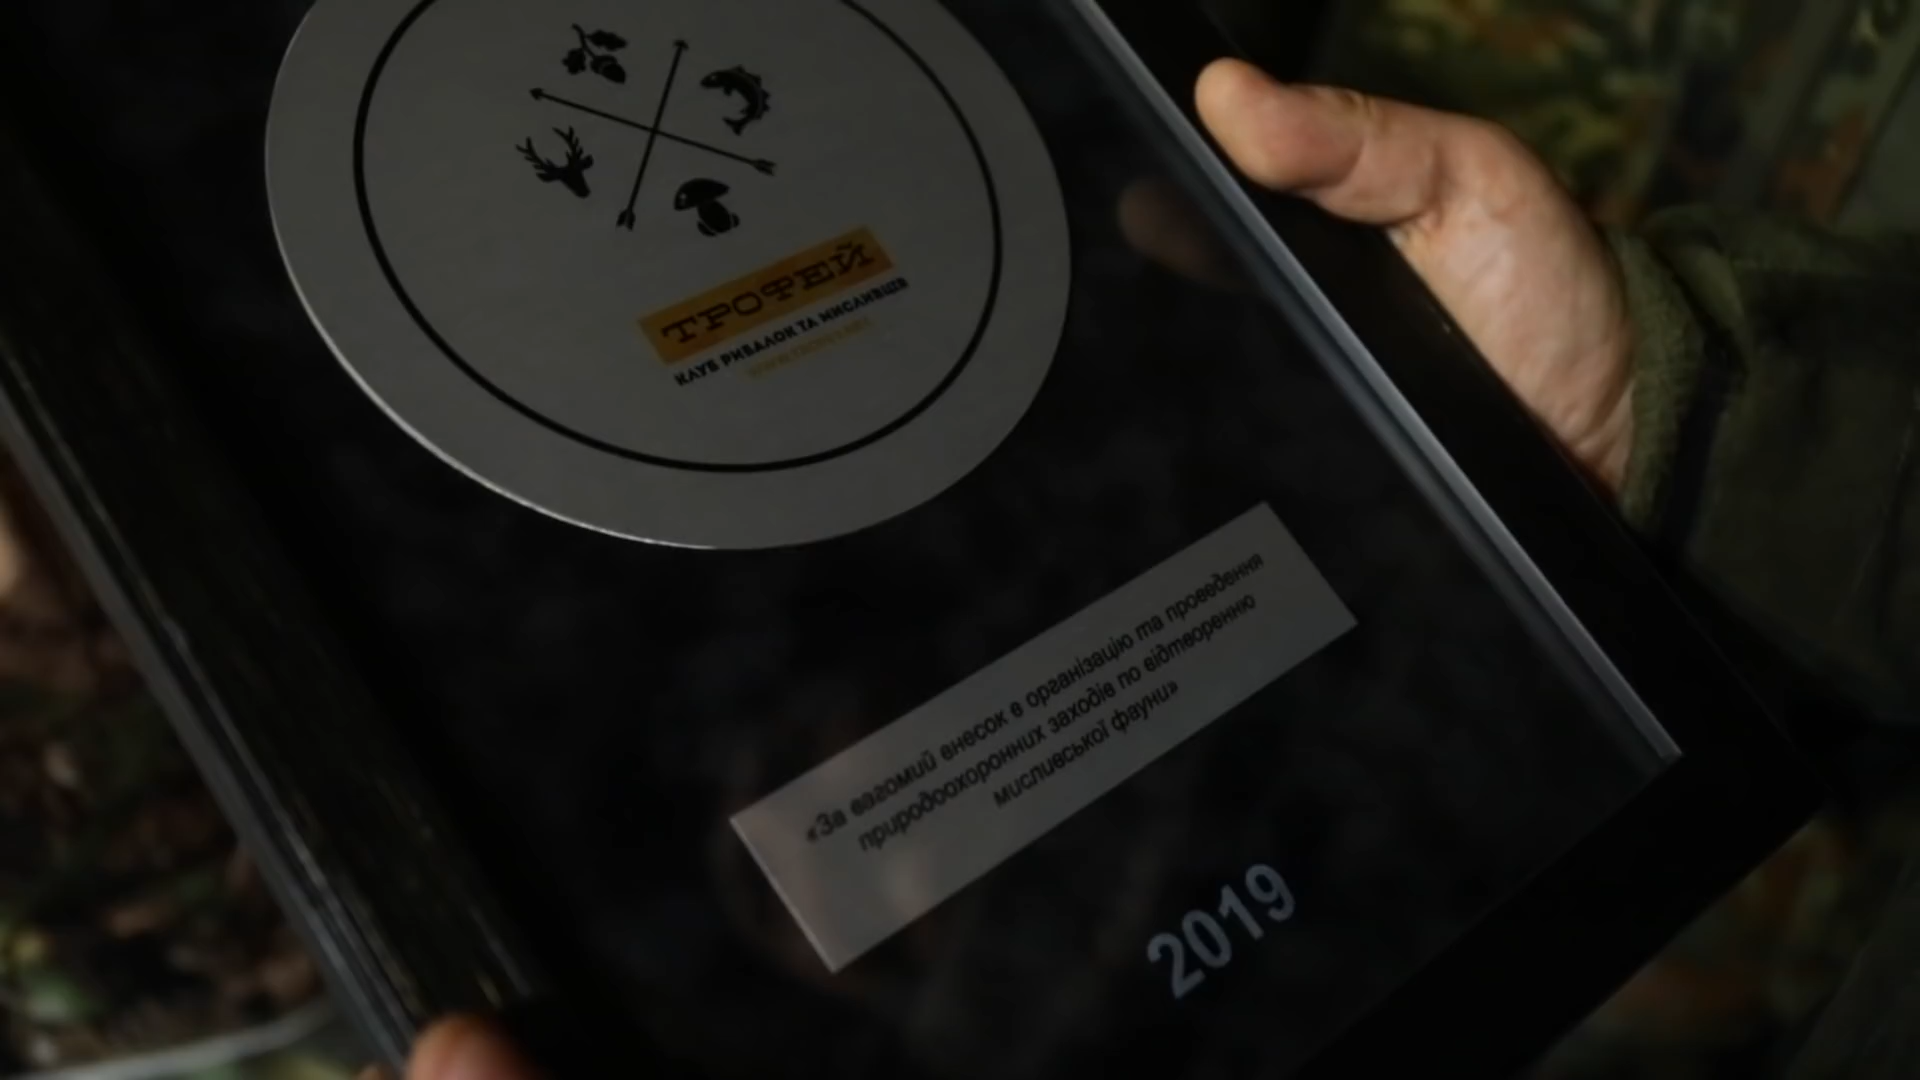 ТРОФЕЙ
КЛУБ РИБАЛОК ТА МИСЛИВЦІВ
«За вагомий внесок в організацію та проведення
природоохоронних заходів по відтворенню
мисливської фауни»
2019